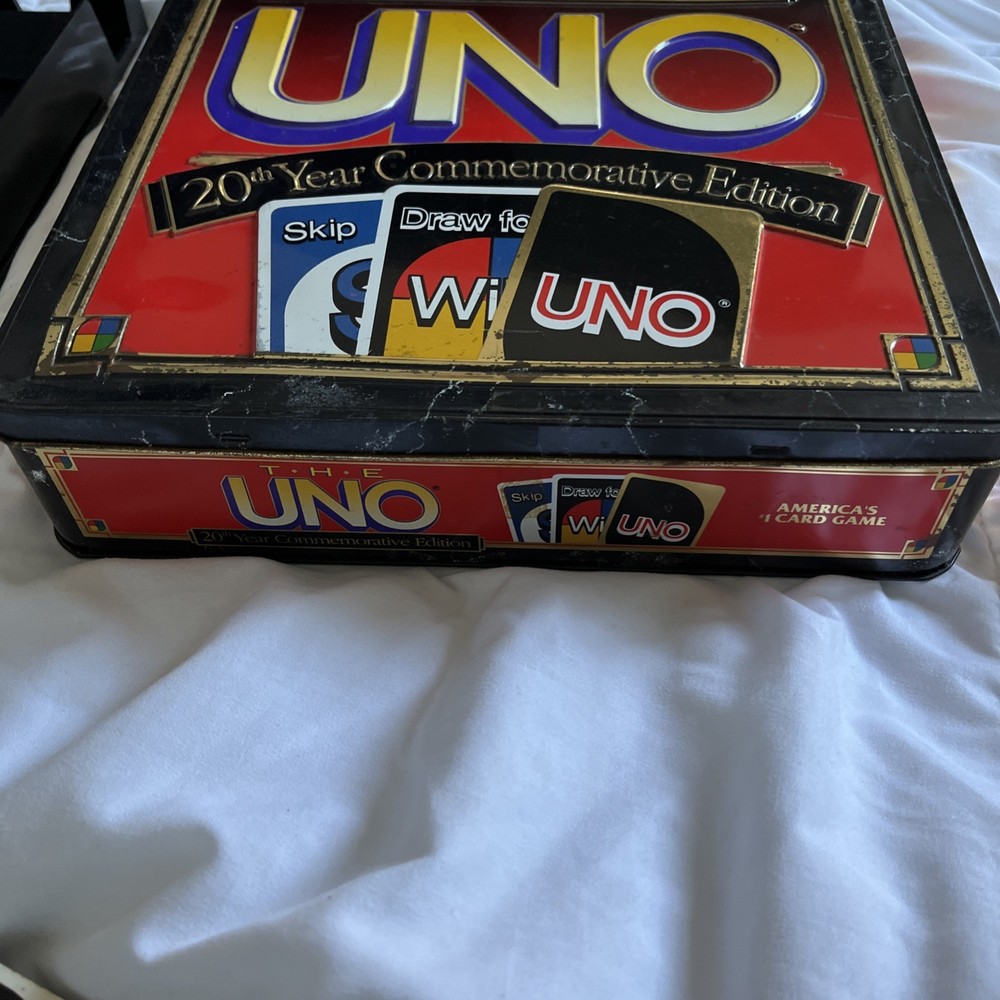 UNO
20th Year Commemorative Edition
Skip
Draw fo
Wi
UNO®
T·H·E
UNO®
20th Year Commemorative Edition
Skip
Draw fo
Wi
UNO
AMERICA'S
#1 CARD GAME